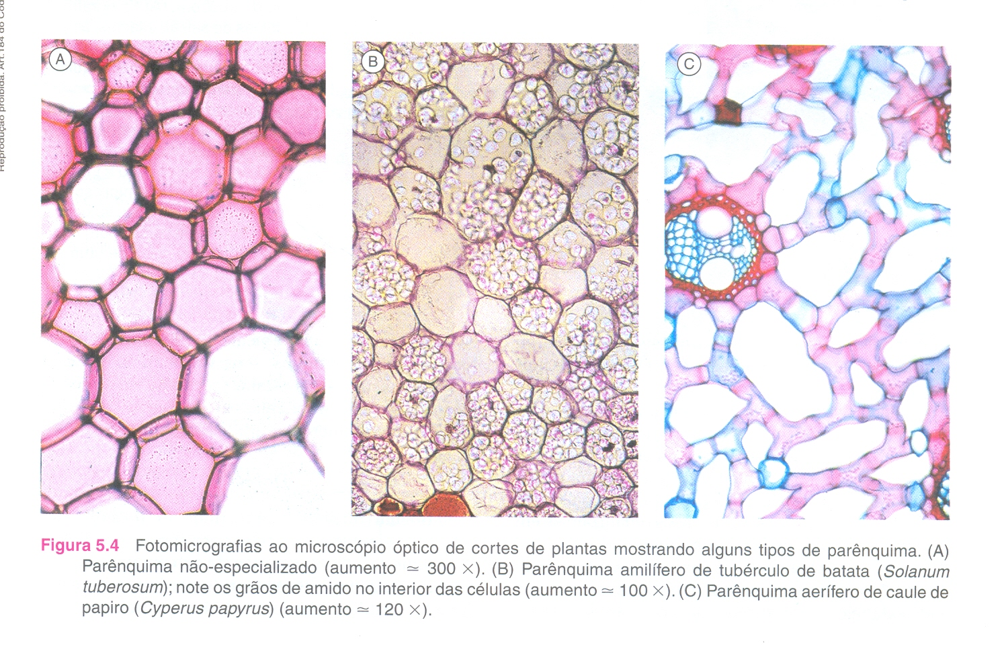 Reprodução proibida. Art.184 do Cód
A
B
C
Figura 5.4 Fotomicrografias ao microscópio óptico de cortes de plantas mostrando alguns tipos de parênquima. (A)
Parênquima não-especializado (aumento ≃ 300 ×). (B) Parênquima amilífero de tubérculo de batata (Solanum
tuberosum); note os grãos de amido no interior das células (aumento ≃ 100 ×). (C) Parênquima aerífero de caule de
papiro (Cyperus papyrus) (aumento ≃ 120 ×).